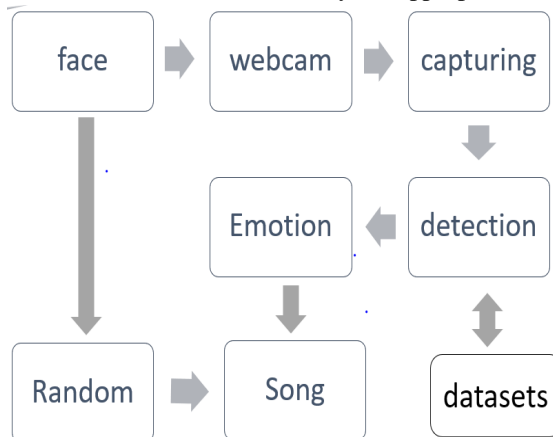 face
webcam
capturing
Emotion
detection
Random
Song
datasets